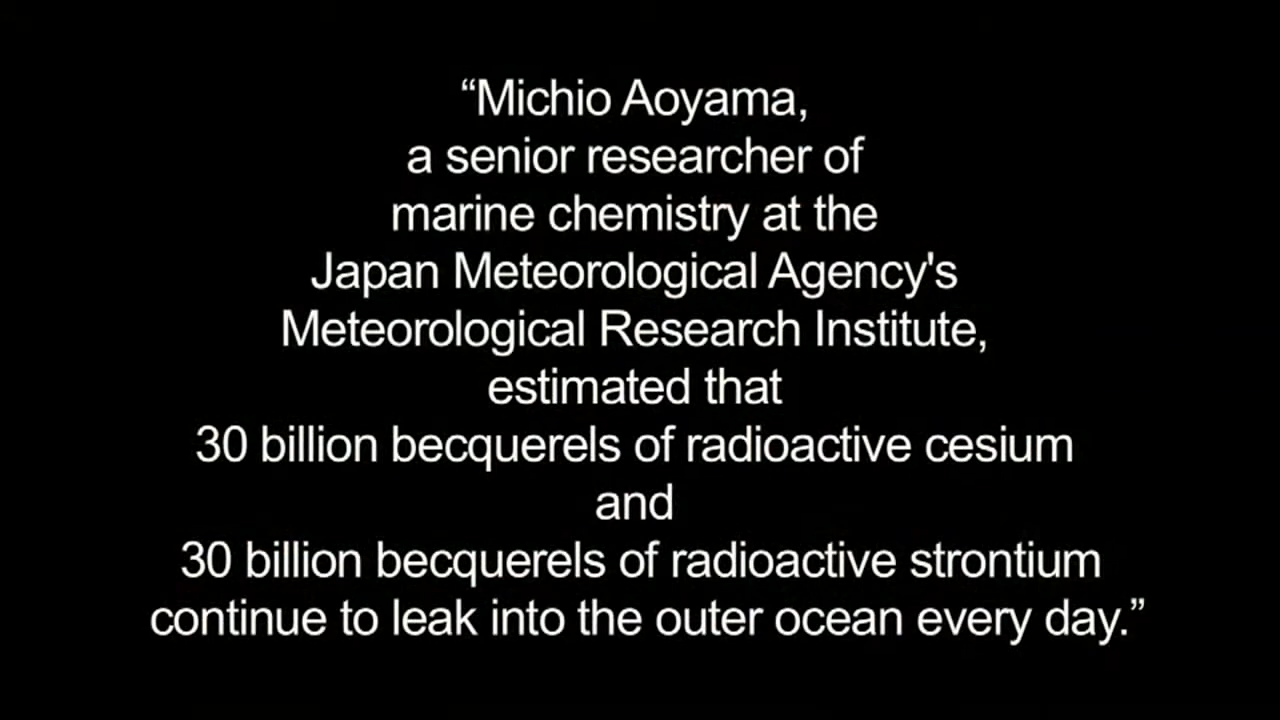 “Michio Aoyama,
a senior researcher of
marine chemistry at the
Japan Meteorological Agency's
Meteorological Research Institute,
estimated that
30 billion becquerels of radioactive cesium
and
30 billion becquerels of radioactive strontium
continue to leak into the outer ocean every day.”